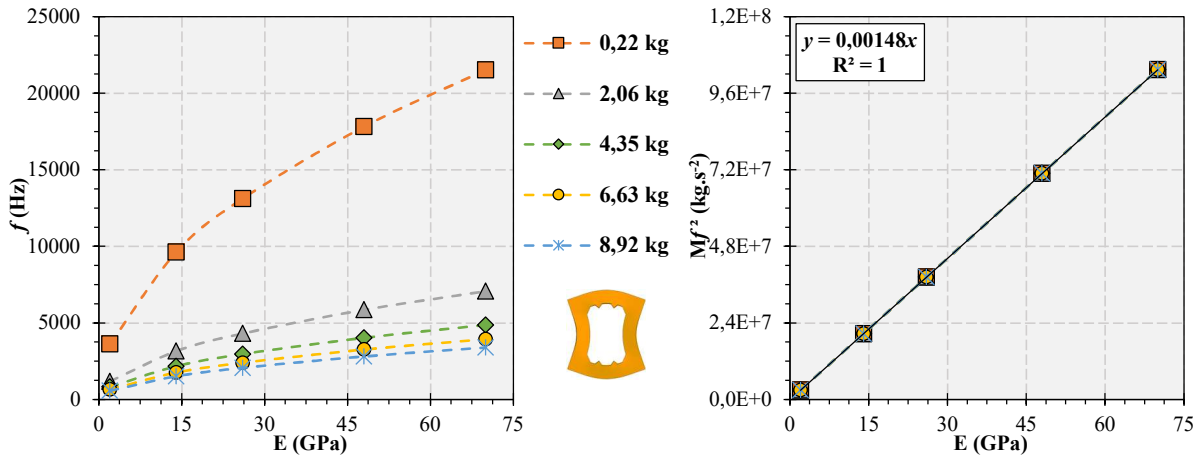 25000
20000
15000
10000
5000
0
f (Hz)
0 15 30 45 60 75
E (GPa)
0,22 kg
2,06 kg
4,35 kg
6,63 kg
8,92 kg
1,2E+8
9,6E+7
7,2E+7
4,8E+7
2,4E+7
0,0E+0
Mf² (kg.s⁻²)
y = 0,00148x
R² = 1
0 15 30 45 60 75
E (GPa)